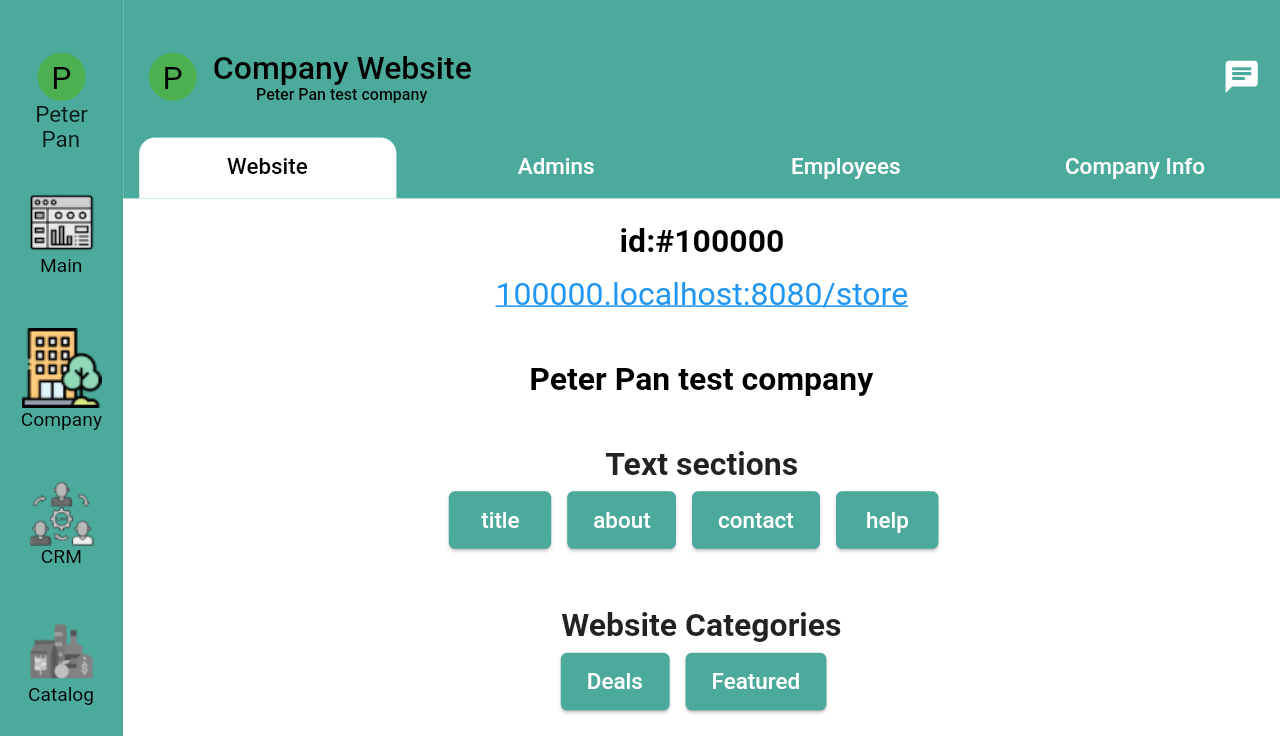 P
Peter
Pan
Main
Company
CRM
Catalog
P
Company Website
Peter Pan test company
Website
Admins
Employees
Company Info
id:#100000
100000.localhost:8080/store
Peter Pan test company
Text sections
title
about
contact
help
Website Categories
Deals
Featured